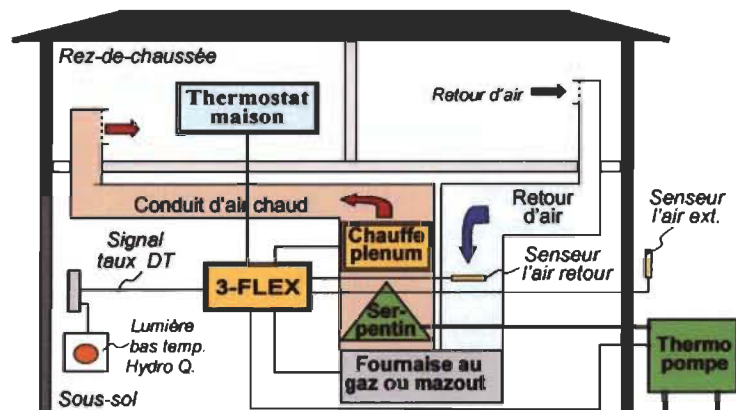 Rez-de-chaussée
Thermostat
maison
Retour d'air
Conduit d'air chaud
Retour
d'air
Senseur
l'air ext.
Signal
taux DT
Chauffe
plenum
Senseur
l'air retour
3-FLEX
Ser-
pentin
Lumière
bas temp.
Hydro Q.
Thermo
pompe
Fournaise au
gaz ou mazout
Sous-sol